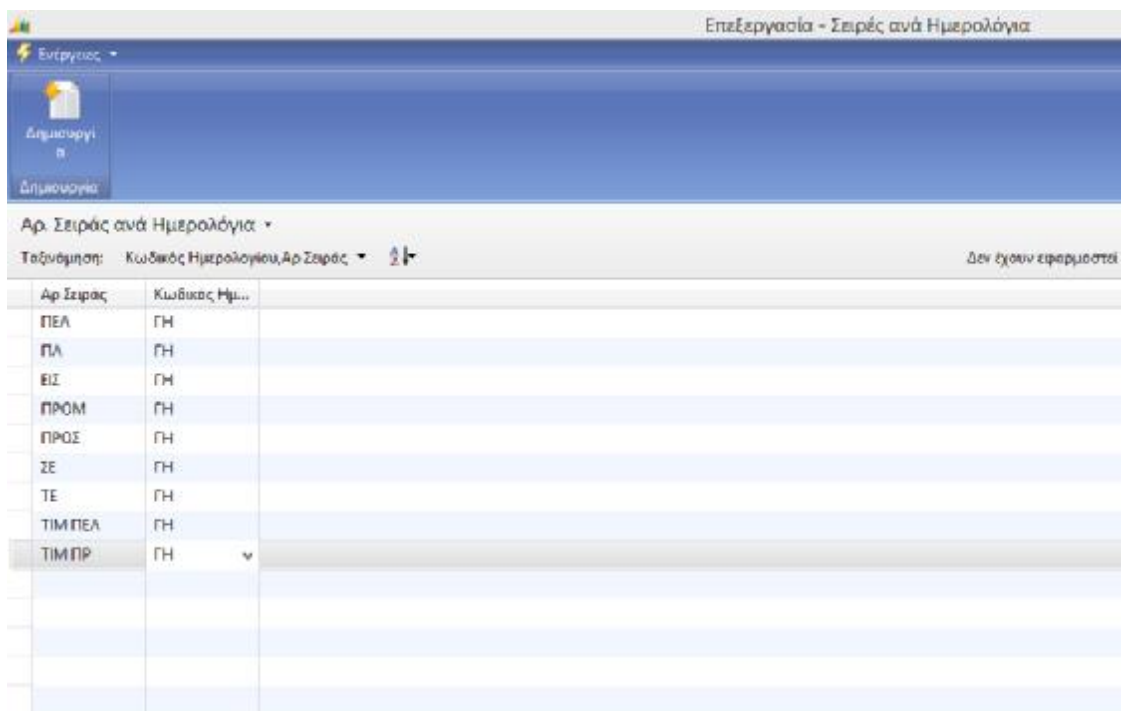 Επεξεργασία - Σειρές ανά Ημερολόγια
Ενέργειες
Δημιουργί
α
Δημιουργία
Αρ. Σειράς ανά Ημερολόγια
Ταξινόμηση: Κωδικός Ημερολογίου,Αρ Σειράς Δεν έχουν εφαρμοστεί
Αρ Σειράς Κωδικός Ημ...
ΠΕΛ ΓΗ
ΠΛ ΓΗ
ΕΙΣ ΓΗ
ΠΡΟΜ ΓΗ
ΠΡΟΣ ΓΗ
ΣΕ ΓΗ
ΤΕ ΓΗ
ΤΙΜ ΠΕΛ ΓΗ
ΤΙΜ ΠΡ ΓΗ